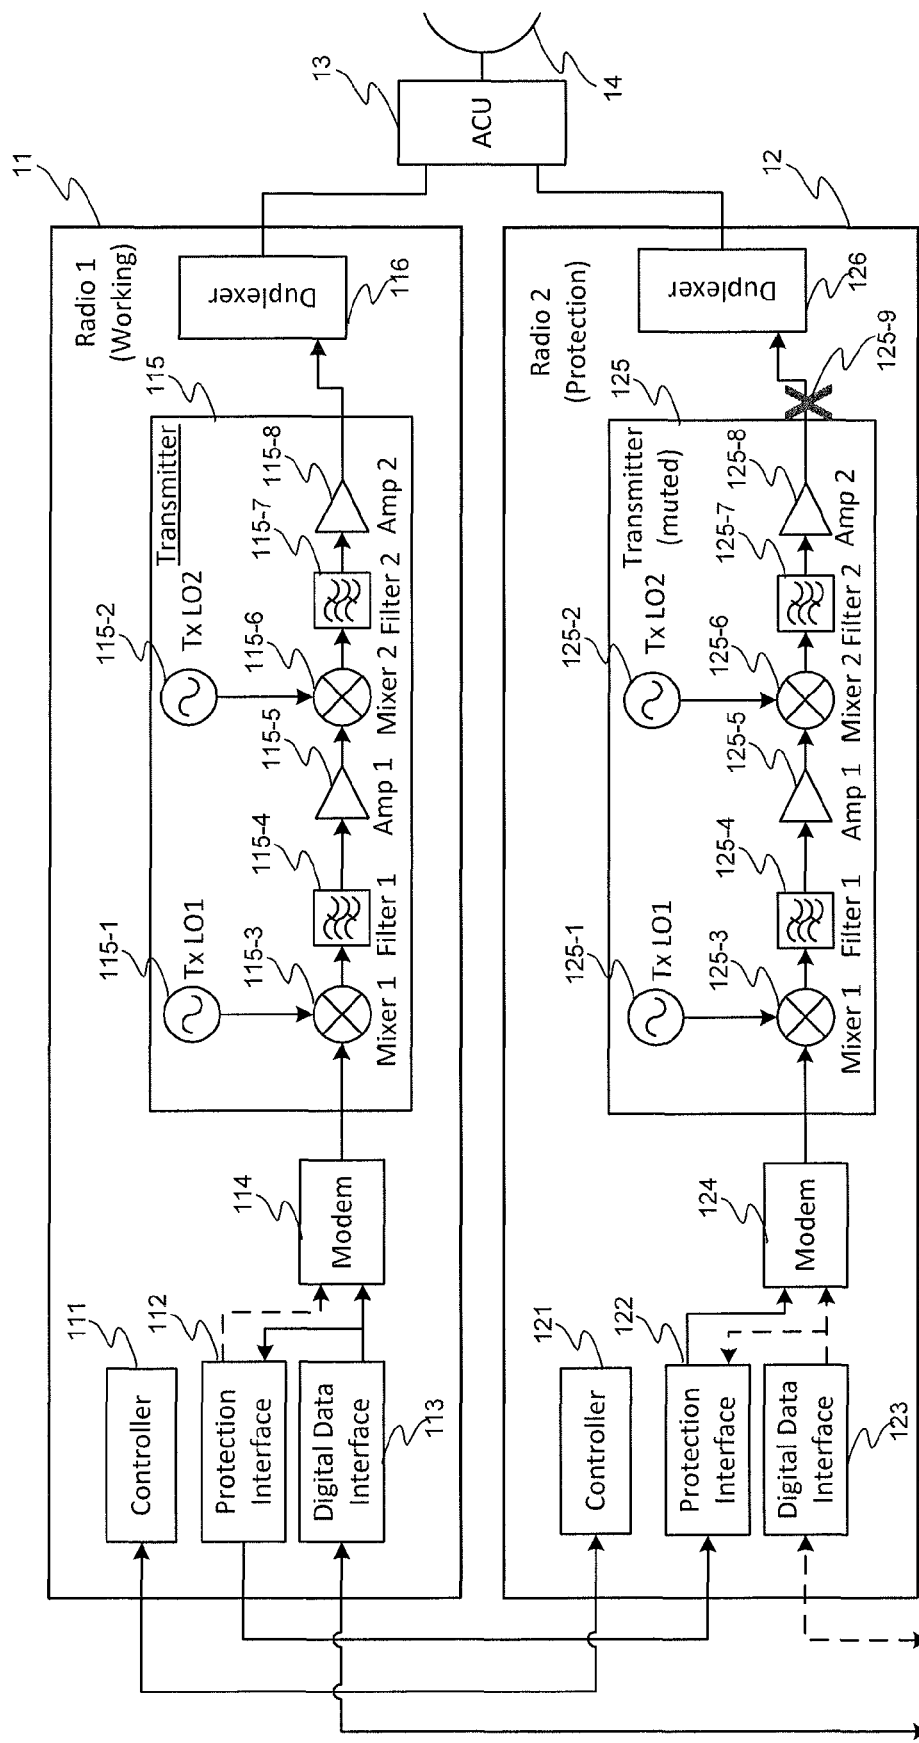 11
Radio 1
(Working)
111
Controller
112
Protection
Interface
Digital Data
Interface
113
114
Modem
115
Transmitter
115-1
Tx LO1
115-2
Tx LO2
115-3
Mixer 1
115-4
Filter 1
115-5
Amp 1
115-6
Mixer 2
115-7
Filter 2
115-8
Amp 2
Duplexer
116
13
ACU
14
12
Radio 2
(Protection)
121
Controller
122
Protection
Interface
Digital Data
Interface
123
124
Modem
125
Transmitter
(muted)
125-1
Tx LO1
125-2
Tx LO2
125-3
Mixer 1
125-4
Filter 1
125-5
Amp 1
125-6
Mixer 2
125-7
Filter 2
125-8
Amp 2
125-9
Duplexer
126